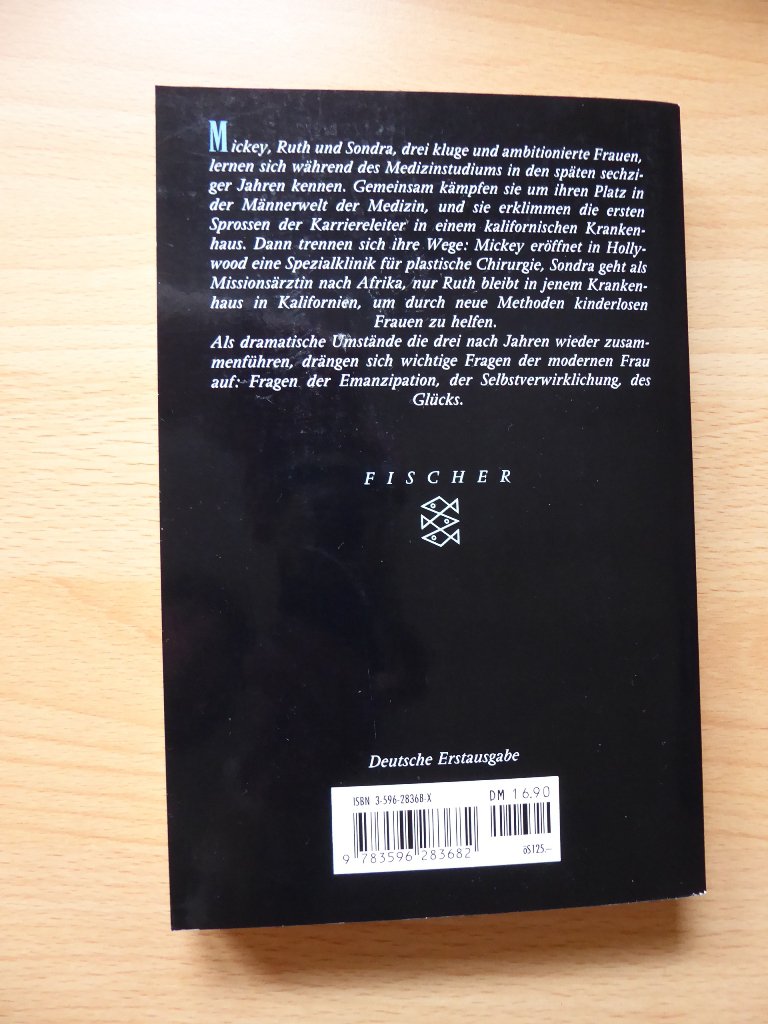 Mickey, Ruth und Sondra, drei kluge und ambitionierte Frauen,
lernen sich während des Medizinstudiums in den späten sechzi-
ger Jahren kennen. Gemeinsam kämpfen sie um ihren Platz in
der Männerwelt der Medizin, und sie erklimmen die ersten
Sprossen der Karriereleiter in einem kalifornischen Kranken-
haus. Dann trennen sich ihre Wege: Mickey eröffnet in Holly-
wood eine Spezialklinik für plastische Chirurgie, Sondra geht als
Missionsärztin nach Afrika, nur Ruth bleibt in jenem Kranken-
haus in Kalifornien, um durch neue Methoden kinderlosen
Frauen zu helfen.
Als dramatische Umstände die drei nach Jahren wieder zusam-
menführen, drängen sich wichtige Fragen der modernen Frau
auf: Fragen der Emanzipation, der Selbstverwirklichung, des
Glücks.
FISCHER
Deutsche Erstausgabe
ISBN 3-596-28368-X DM 16.90
9 783596 283682 öS 125,–